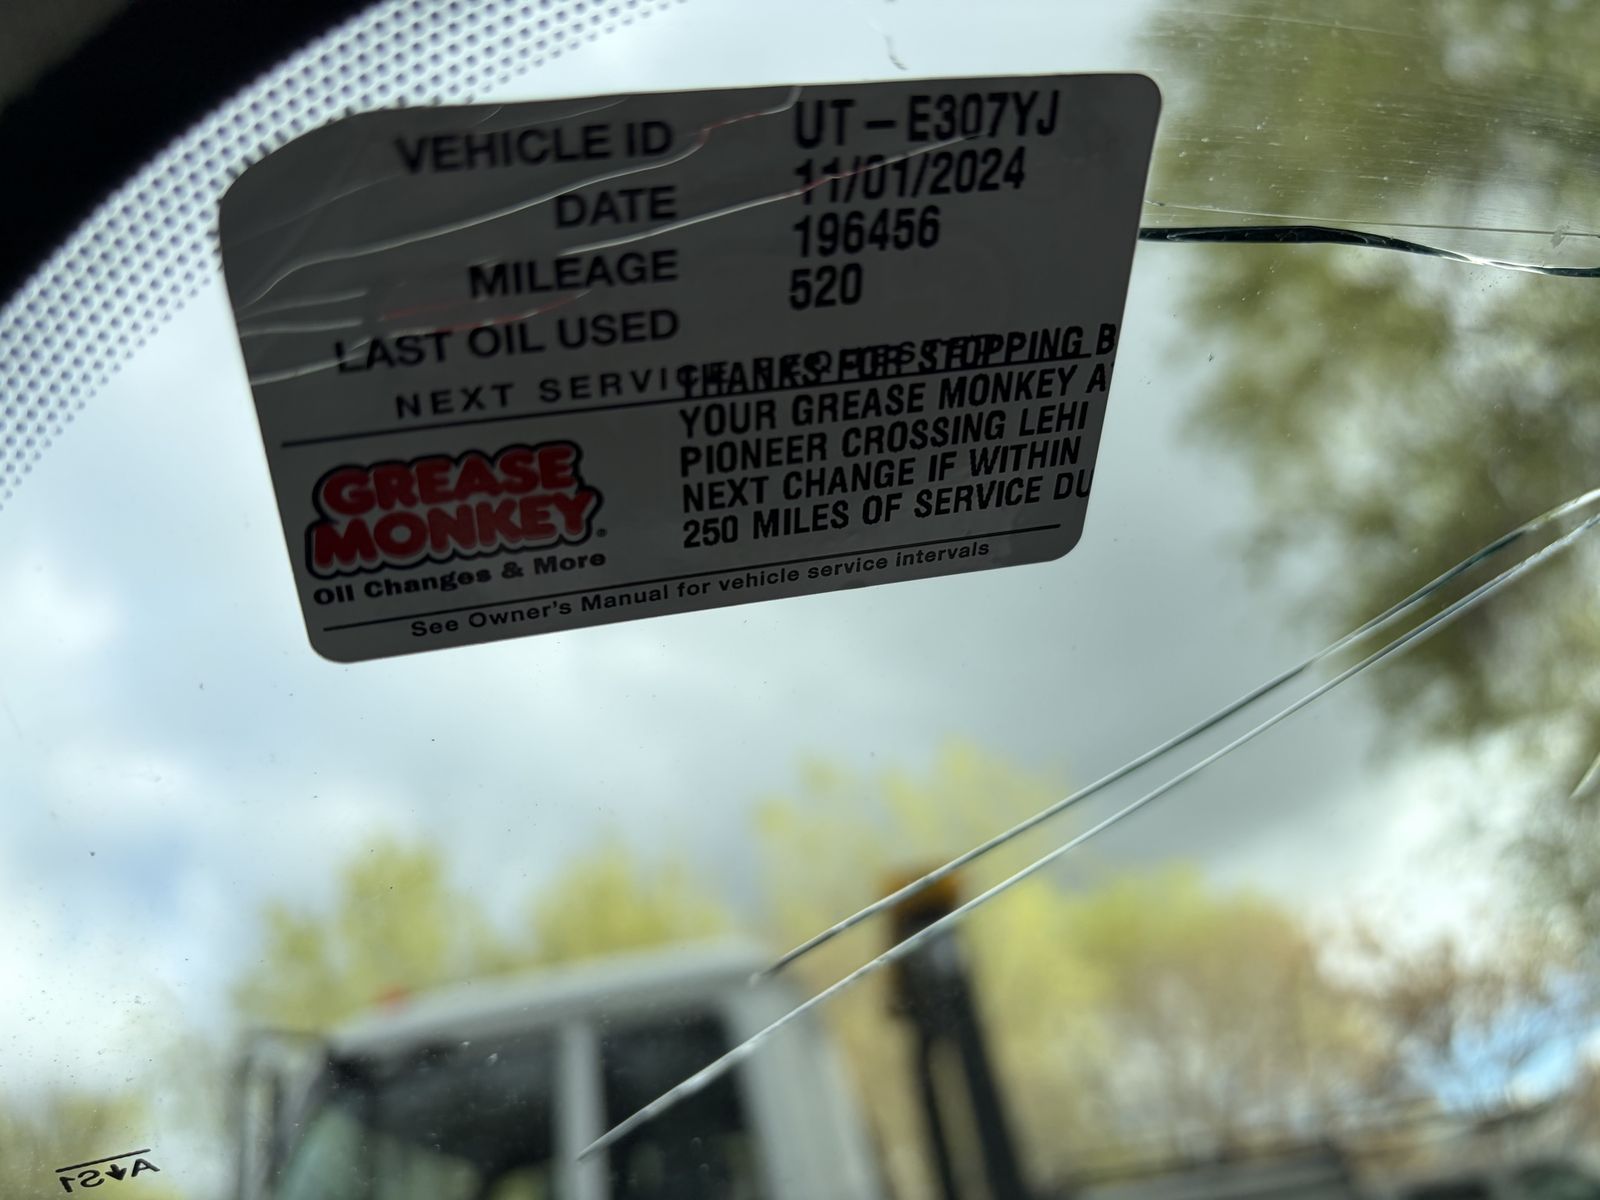 VEHICLE ID UT - E307YJ
DATE 11/01/2024
MILEAGE 196456
LAST OIL USED 520
NEXT SERVICE REQUESTED
THANKS FOR STOPPING B
YOUR GREASE MONKEY A
PIONEER CROSSING LEHI
NEXT CHANGE IF WITHIN
250 MILES OF SERVICE DU
GREASE
MONKEY®
Oil Changes & More
See Owner's Manual for vehicle service intervals
AS1